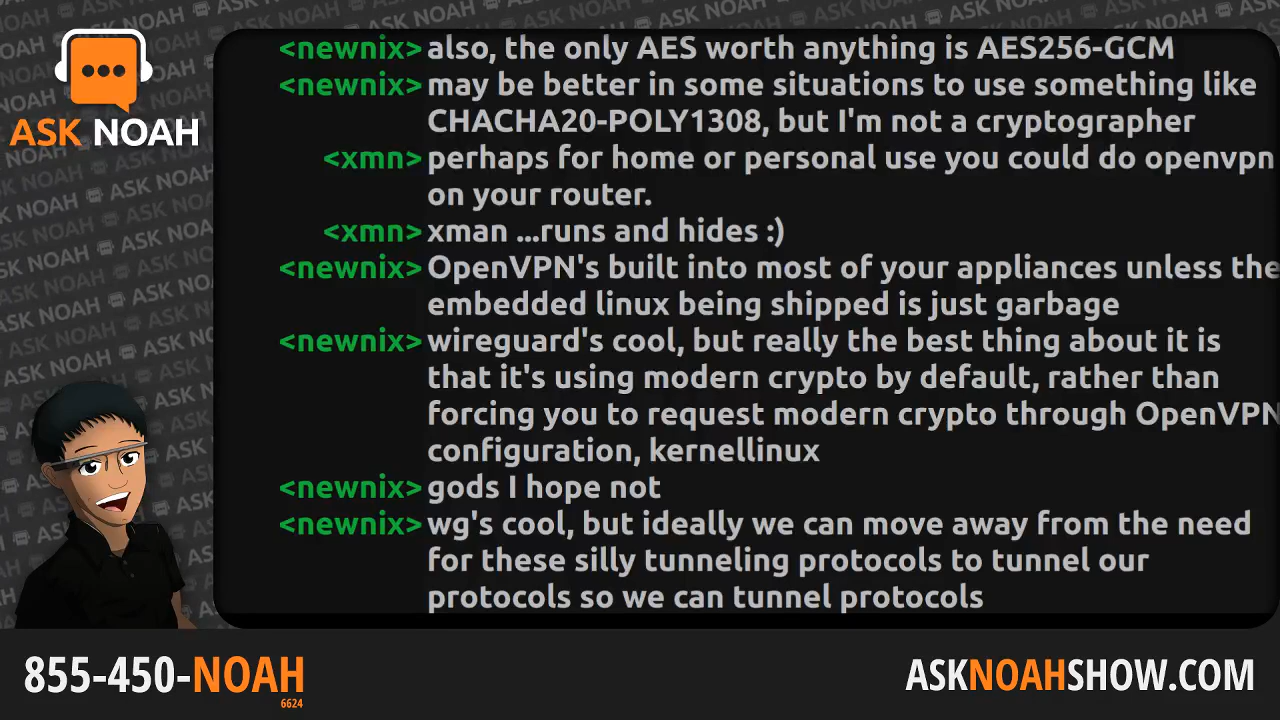 ASK NOAH
<newnix> also, the only AES worth anything is AES256-GCM
<newnix> may be better in some situations to use something like
CHACHA20-POLY1308, but I'm not a cryptographer
<xmn> perhaps for home or personal use you could do openvpn
on your router.
<xmn> xman ...runs and hides :)
<newnix> OpenVPN's built into most of your appliances unless the
embedded linux being shipped is just garbage
<newnix> wireguard's cool, but really the best thing about it is
that it's using modern crypto by default, rather than
forcing you to request modern crypto through OpenVPN
configuration, kernellinux
<newnix> gods I hope not
<newnix> wg's cool, but ideally we can move away from the need
for these silly tunneling protocols to tunnel our
protocols so we can tunnel protocols
855-450-NOAH
6624
ASKNOAHSHOW.COM